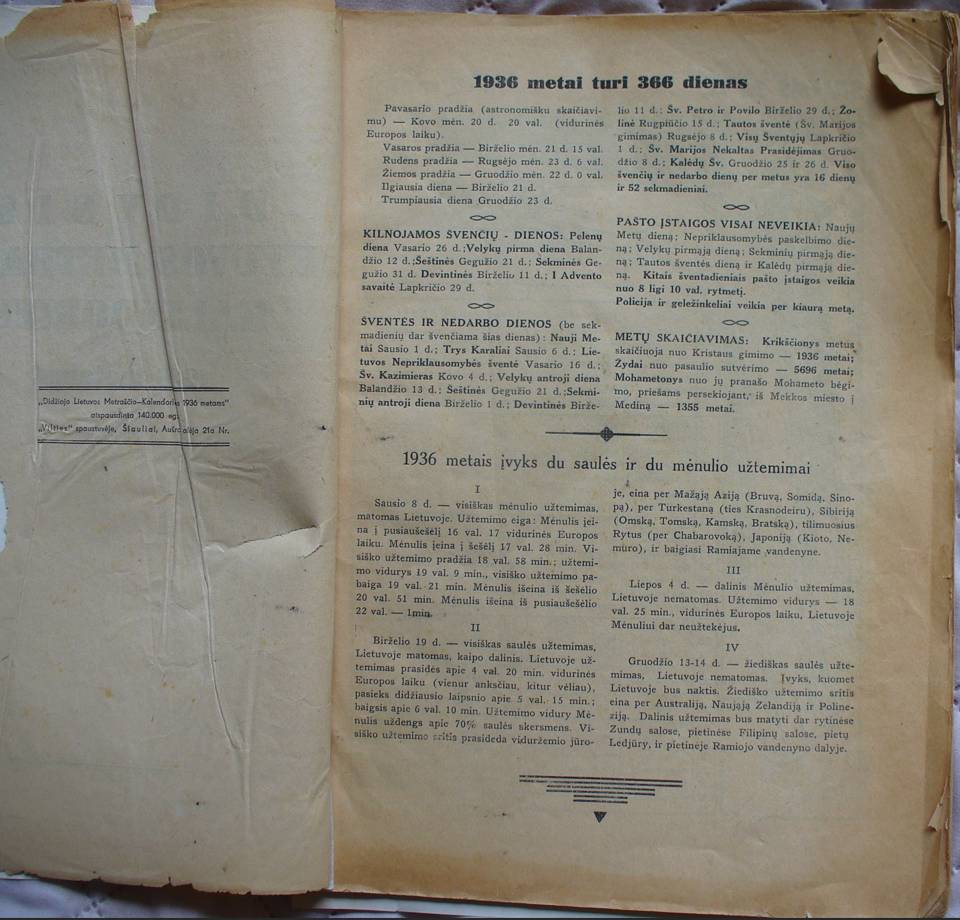 „Didžiojo Lietuvos Metraščio-Kalendoriaus 1936 metams"
atspausdinta 140.000 egz.
„Vilties" spaustuvėje, Šiauliai, Aušros alėja 21a Nr.
1936 metai turi 366 dienas
Pavasario pradžia (astronomišku skaičiavi-
mu) — Kovo mėn. 20 d. 20 val. (vidurinės
Europos laiku).
Vasaros pradžia — Birželio mėn. 21 d. 15 val.
Rudens pradžia — Rugsėjo mėn. 23 d. 6 val.
Žiemos pradžia — Gruodžio mėn. 22 d. 0 val.
Ilgiausia diena — Birželio 21 d.
Trumpiausia diena Gruodžio 23 d.
KILNOJAMOS ŠVENČIŲ - DIENOS: Pelenų
diena Vasario 26 d.;Velykų pirma diena Balan-
džio 12 d.;Šeštinės Gegužio 21 d.; Sekminės Ge-
gužio 31 d. Devintinės Birželio 11 d.; I Advento
savaitė Lapkričio 29 d.
ŠVENTĖS IR NEDARBO DIENOS (be sek-
madienių dar švenčiama šias dienas): Nauji Me-
tai Sausio 1 d.; Trys Karaliai Sausio 6 d.; Lie-
tuvos Nepriklausomybės šventė Vasario 16 d.;
Šv. Kazimieras Kovo 4 d.; Velykų antroji diena
Balandžio 13 d.; Šeštinės Gegužio 21 d.;Sekmi-
nių antroji diena Birželio 1 d.; Devintinės Birže-
lio 11 d.; Šv. Petro ir Povilo Birželio 29 d.; Žo-
linė Rugpiūčio 15 d.; Tautos šventė (Šv. Marijos
gimimas) Rugsėjo 8 d.; Visų Šventųjų Lapkričio
1 d.; Šv. Marijos Nekaltas Prasidėjimas Gruo-
džio 8 d.; Kalėdų Šv. Gruodžio 25 ir 26 d. Viso
švenčių ir nedarbo dienų per metus yra 16 dienų
ir 52 sekmadieniai.
PAŠTO ĮSTAIGOS VISAI NEVEIKIA: Naujų
Metų dieną; Nepriklausomybės paskelbimo die-
ną; Velykų pirmąją dieną; Sekminių pirmąją die-
ną; Tautos šventės dieną ir Kalėdų pirmąją die-
ną. Kitais šventadieniais pašto įstaigos veikia
nuo 8 ligi 10 val. rytmetį.
Policija ir geležinkeliai veikia per kiaurą metą.
METŲ SKAIČIAVIMAS: Krikščionys metus
skaičiuoja nuo Kristaus gimimo — 1936 metai;
Žydai nuo pasaulio sutvėrimo — 5696 metai;
Mohametonys nuo jų pranašo Mohameto bėgi-
mo, priešams persekiojant, iš Mekkos miesto į
Mediną — 1355 metai.
1936 metais įvyks du saulės ir du mėnulio užtemimai
I
Sausio 8 d. — visiškas mėnulio užtemimas,
matomas Lietuvoje. Užtemimo eiga: Mėnulis įei-
na į pusiaušešėlį 16 val. 17 vidurinės Europos
laiku. Mėnulis įeina į šešėlį 17 val. 28 min. Vi-
siško užtemimo pradžia 18 val. 58 min.; užtemi-
mo vidurys 19 val. 9 min., visiško užtemimo pa-
baiga 19 val. 21 min. Mėnulis išeina iš šešėlio
20 val. 51 min. Mėnulis išeina iš pusiaušešėlio
22 val. — 1min.
II
Birželio 19 d. — visiškas saulės užtemimas,
Lietuvoje matomas, kaipo dalinis. Lietuvoje už-
temimas prasidės apie 4 val. 20 min. vidurinės
Europos laiku (vienur anksčiau, kitur vėliau),
pasieks didžiausio laipsnio apie 5 val. 15 min.;
baigsis apie 6 val. 10 min. Užtemimo vidury Mė-
nulis uždengs apie 70% saulės skersmens. Vi-
siško užtemimo sritis prasideda viduržemio jūro-
je, eina per Mažąją Aziją (Bruvą, Somidą, Sino-
pą), per Turkestaną (ties Krasnodeiru), Sibiriją
(Omską, Tomską, Kamską, Bratską), tilimuosius
Rytus (per Chabarovoką), Japoniją (Kioto, Ne-
muro), ir baigiasi Ramiajame vandenyne.
III
Liepos 4 d. — dalinis Mėnulio užtemimas,
Lietuvoje nematomas. Užtemimo vidurys — 18
val. 25 min., vidurinės Europos laiku, Lietuvoje
Mėnuliui dar neužtekėjus.
IV
Gruodžio 13-14 d. — žiediškas saulės užte-
mimas, Lietuvoje nematomas. Įvyks, kuomet
Lietuvoje bus naktis. Žiediško užtemimo sritis
eina per Australiją, Naująją Zelandiją ir Poline-
ziją. Dalinis užtemimas bus matyti dar rytinėse
Zundų salose, pietinėse Filipinų salose, pietų
Ledjūry, ir pietinėje Ramiojo vandenyno dalyje.